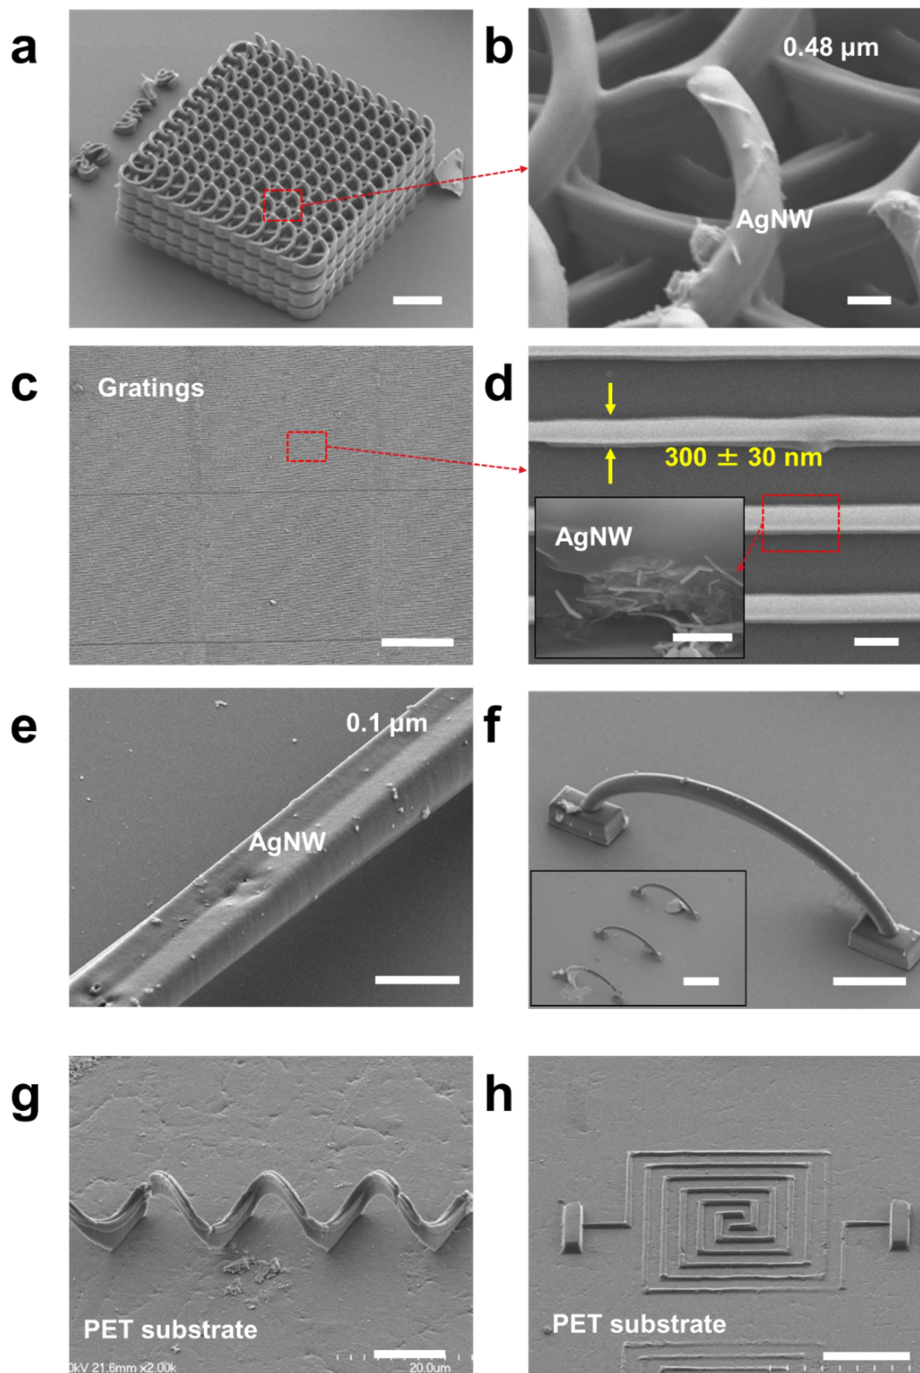 a
b
0.48 µm
AgNW
c
Gratings
d
300 ± 30 nm
AgNW
e
0.1 µm
AgNW
f
g
PET substrate
0kV 21.6mm x2.00k
20.0um
h
PET substrate